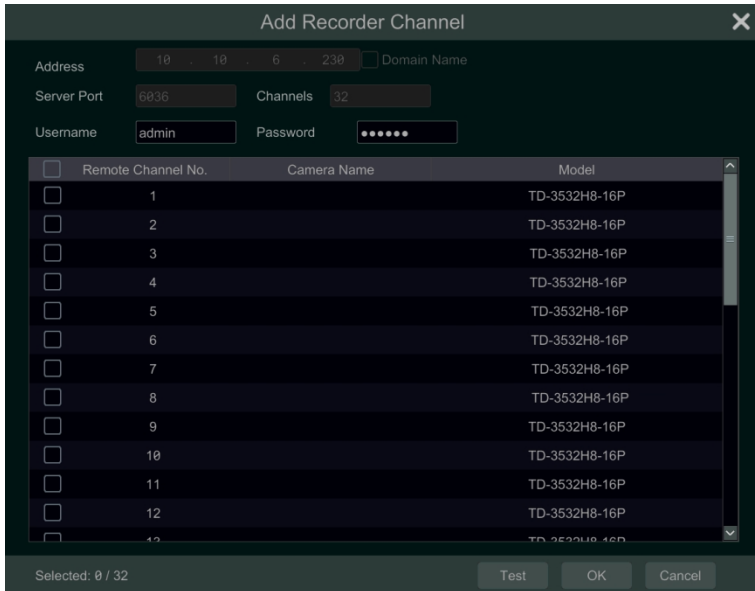 Add Recorder Channel
Address 10 . 10 . 6 . 230 Domain Name
Server Port 6036 Channels 32
Username admin Password ●●●●●●
Remote Channel No. Camera Name Model
1 TD-3532H8-16P
2 TD-3532H8-16P
3 TD-3532H8-16P
4 TD-3532H8-16P
5 TD-3532H8-16P
6 TD-3532H8-16P
7 TD-3532H8-16P
8 TD-3532H8-16P
9 TD-3532H8-16P
10 TD-3532H8-16P
11 TD-3532H8-16P
12 TD-3532H8-16P
13 TD-3532H8-16P
Selected: 0 / 32 Test OK Cancel